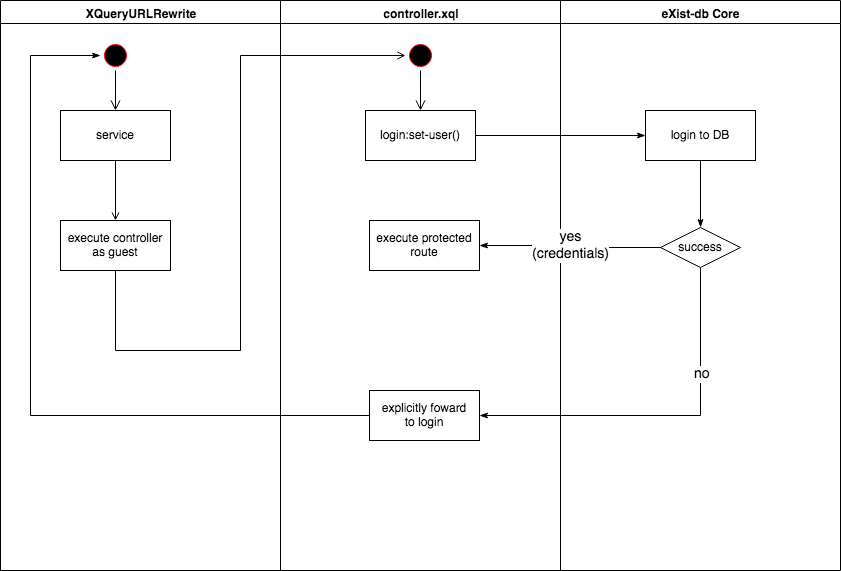 XQueryURLRewrite
controller.xql
eXist-db Core
service
login:set-user()
login to DB
execute controller
as guest
execute protected
route
yes
(credentials)
success
no
explicitly foward
to login